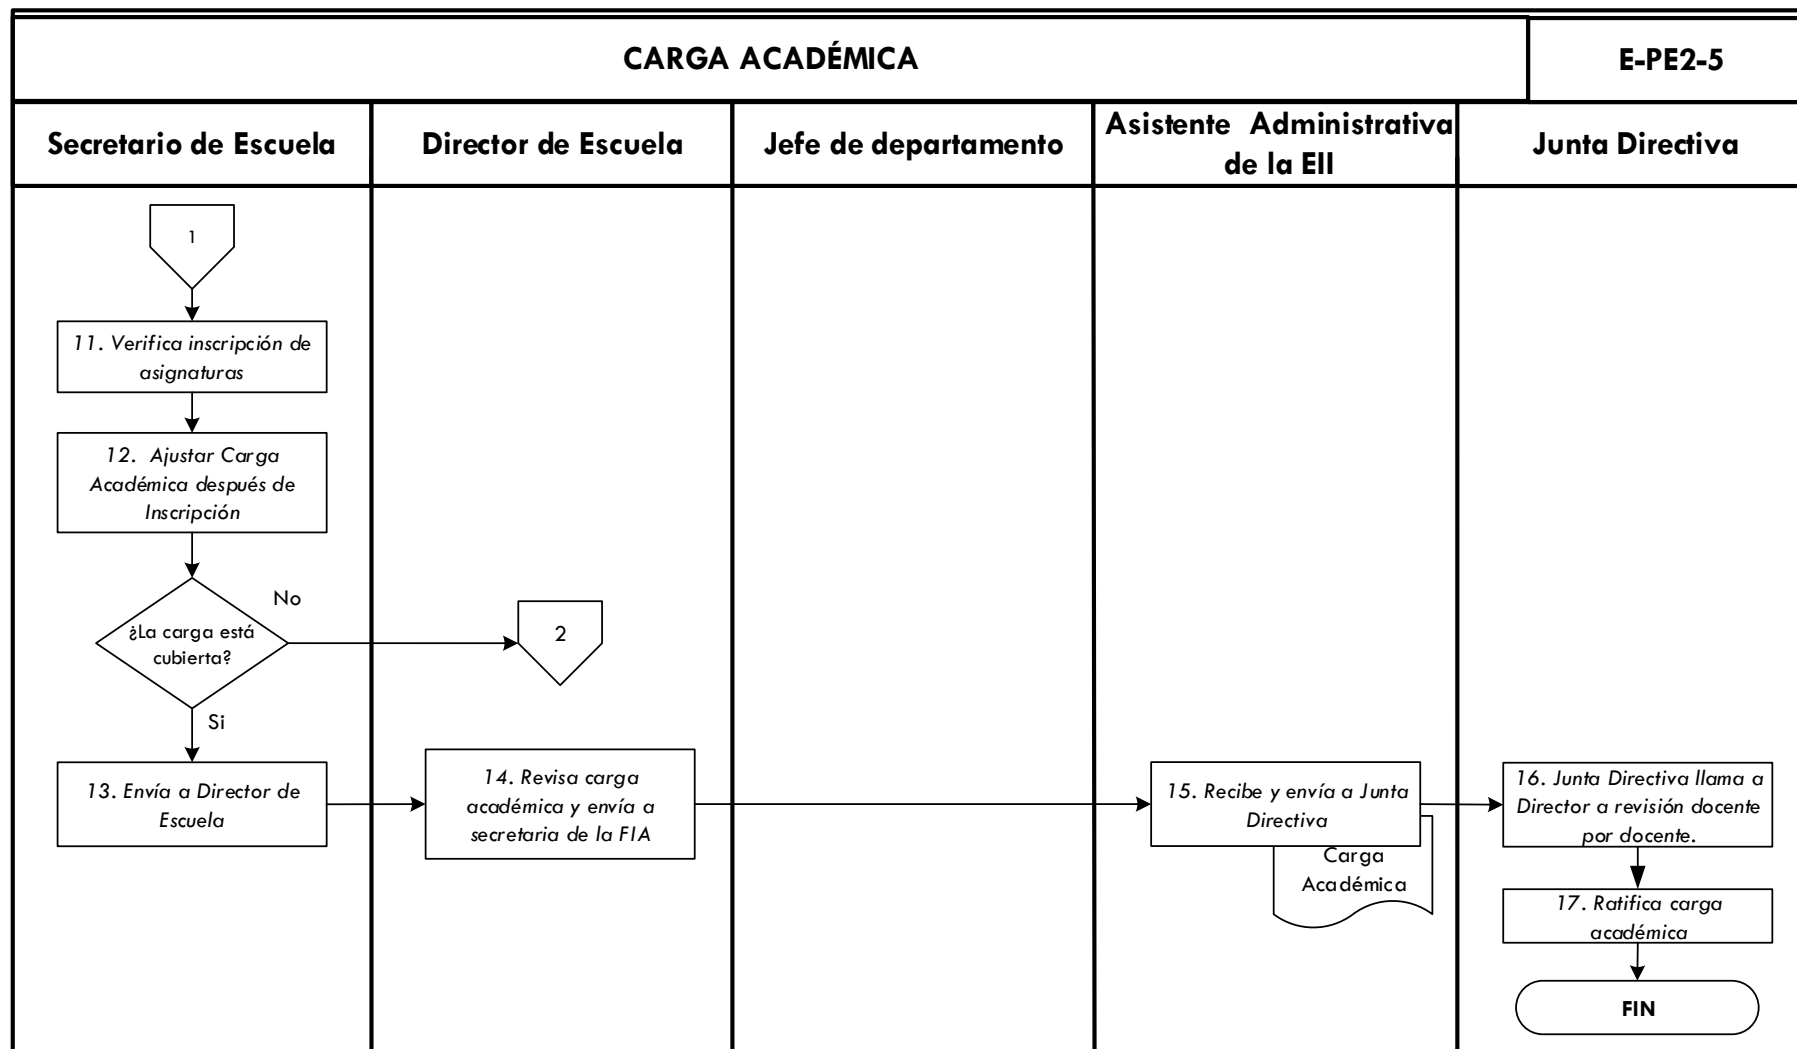 CARGA ACADÉMICA
E-PE2-5
Secretario de Escuela
Director de Escuela
Jefe de departamento
Asistente Administrativa
de la EII
Junta Directiva
1
11. Verifica inscripción de
asignaturas
12. Ajustar Carga
Académica después de
Inscripción
No
¿La carga está
cubierta?
2
Si
13. Envía a Director de
Escuela
14. Revisa carga
académica y envía a
secretaria de la FIA
15. Recibe y envía a Junta
Directiva
Carga
Académica
16. Junta Directiva llama a
Director a revisión docente
por docente.
17. Ratifica carga
académica
FIN